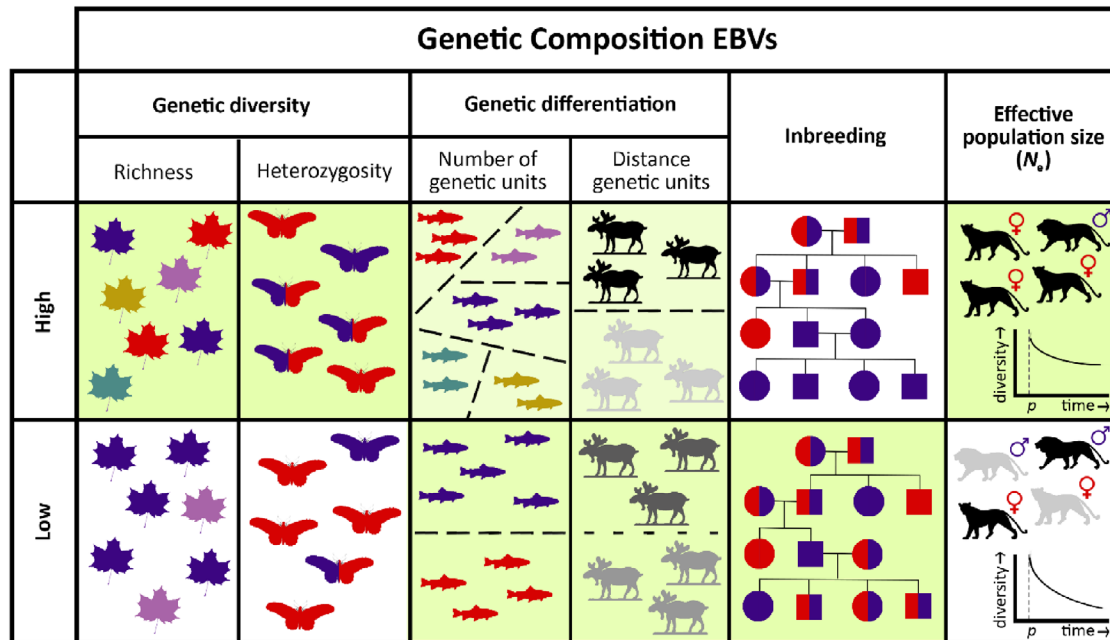 Genetic Composition EBVs
Genetic diversity
Genetic differentiation
Inbreeding
Effective
population size
(Nₑ)
Richness
Heterozygosity
Number of
genetic units
Distance
genetic units
High
♀
♂
♀
♀
diversity→
p
time→
Low
♂
♂
♀
♀
diversity→
p
time→